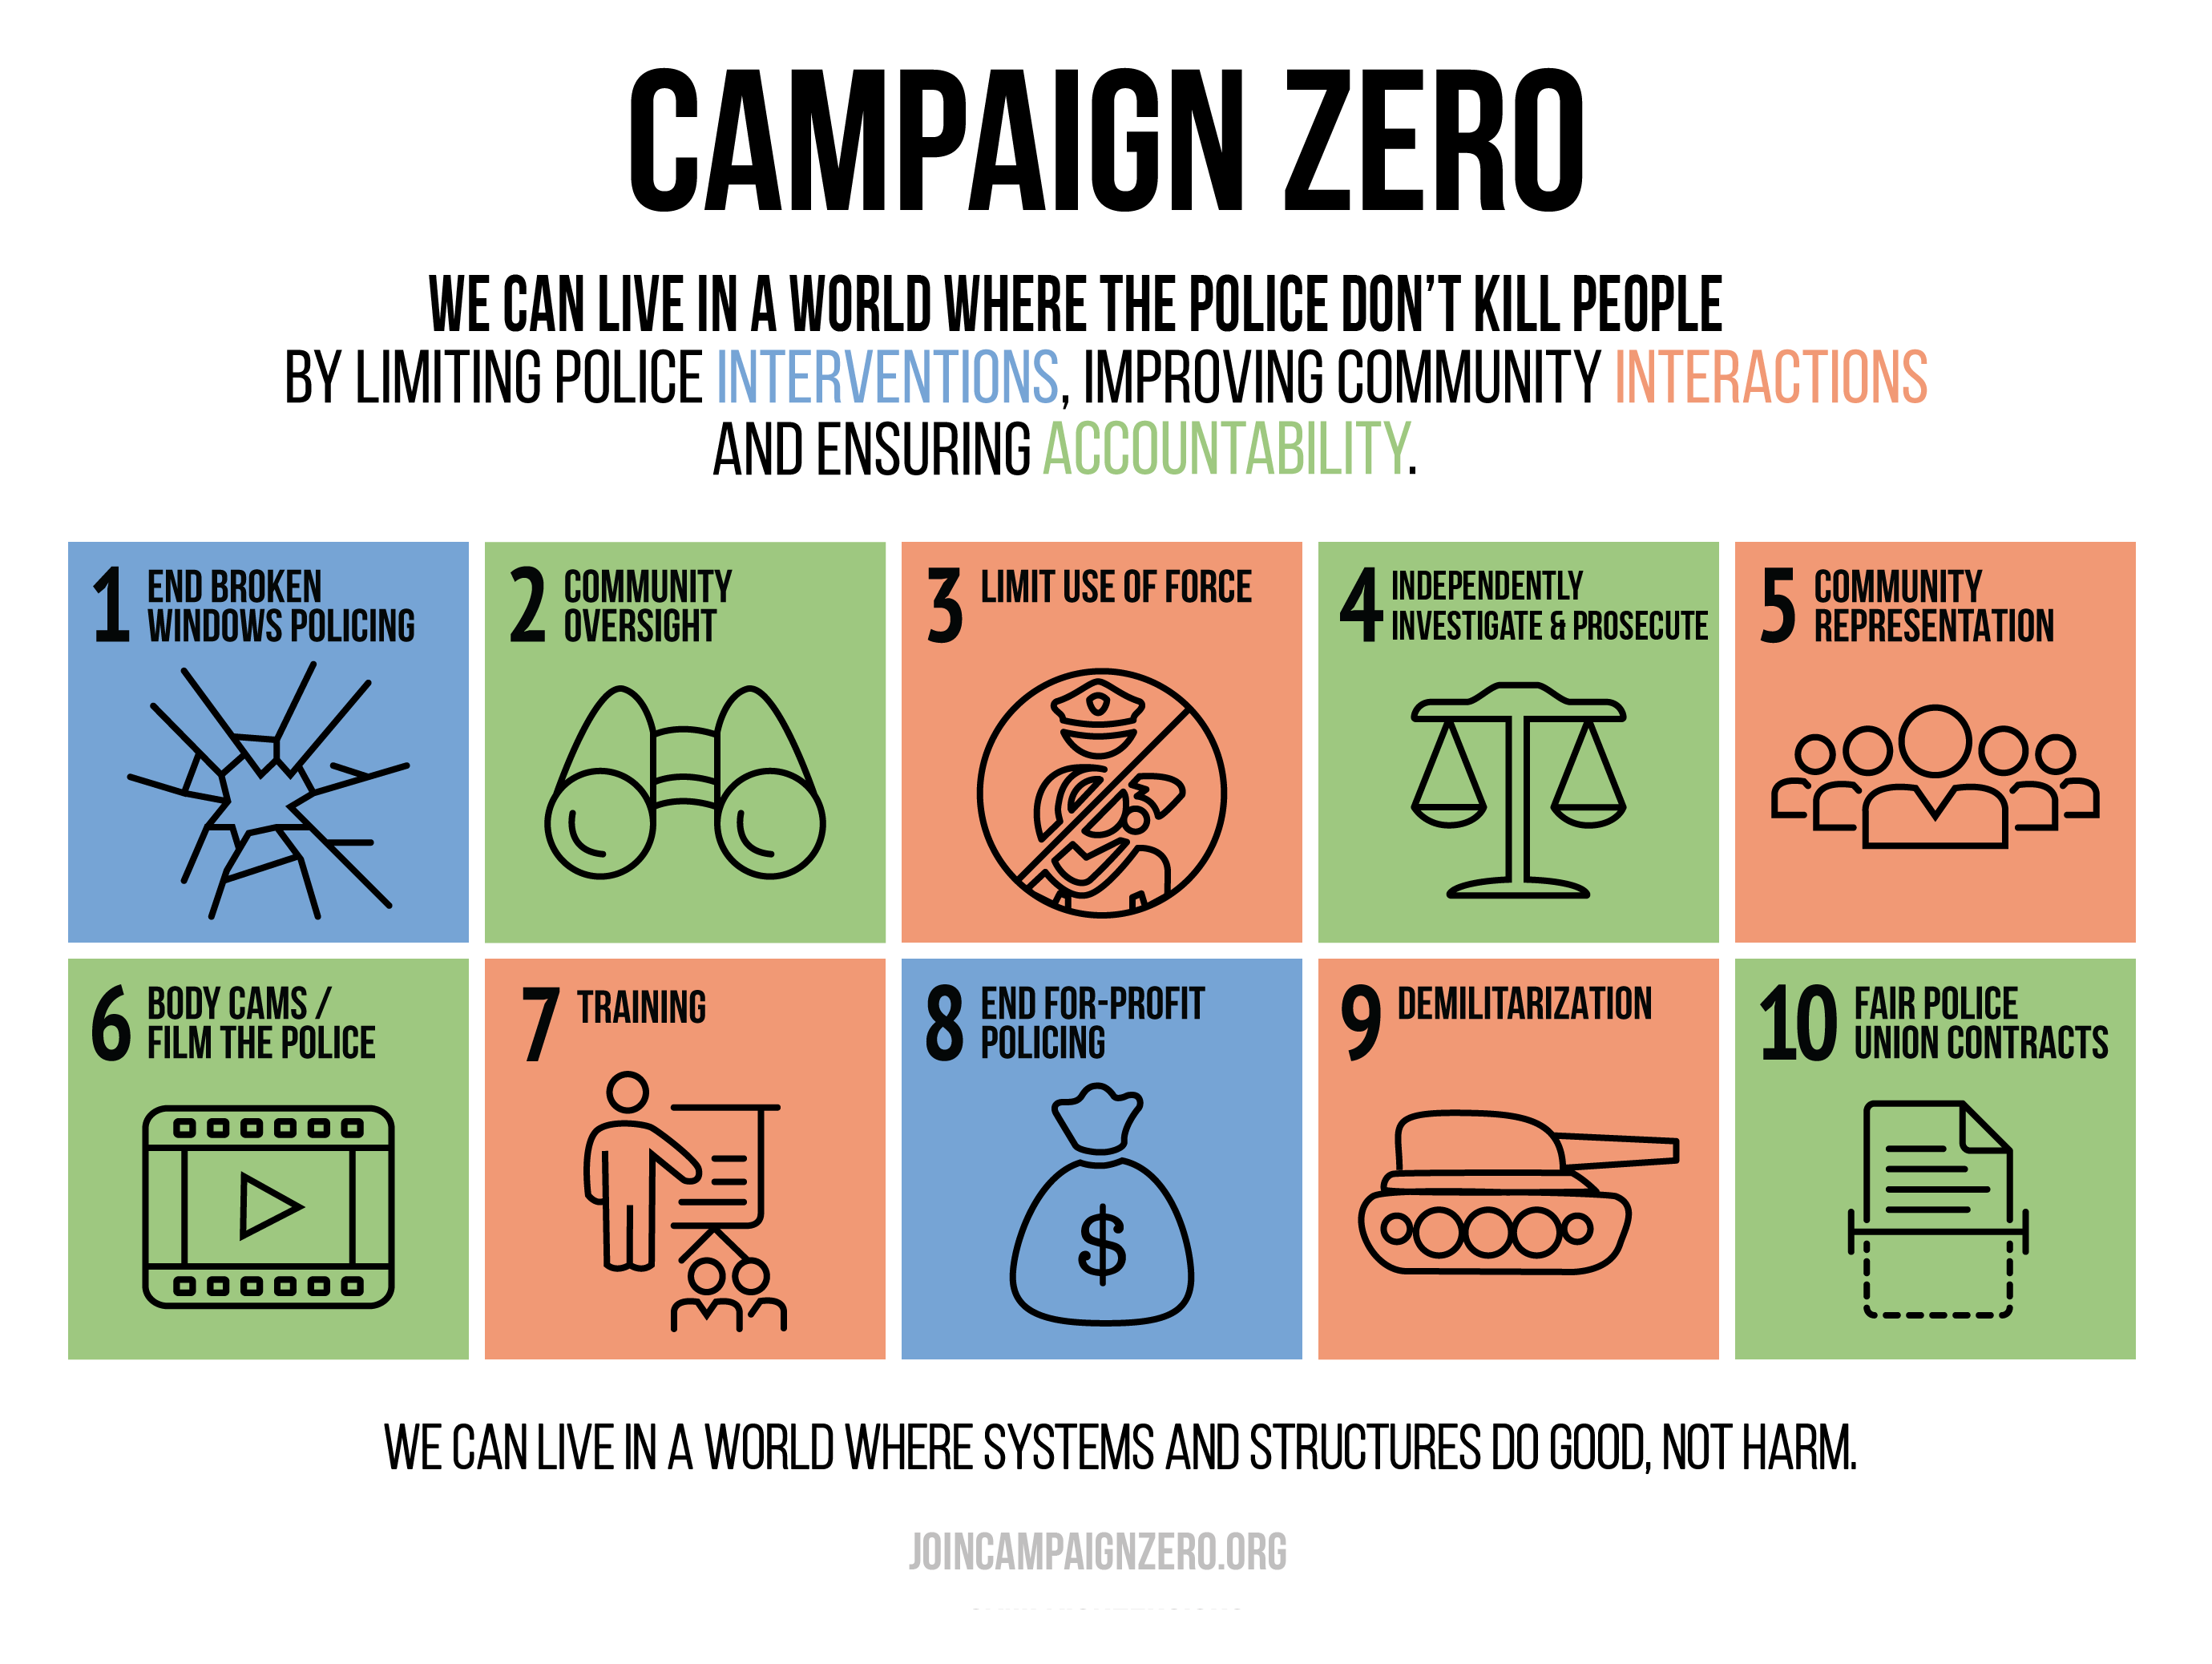 CAMPAIGN ZERO
WE CAN LIVE IN A WORLD WHERE THE POLICE DON'T KILL PEOPLE
BY LIMITING POLICE INTERVENTIONS, IMPROVING COMMUNITY INTERACTIONS
AND ENSURING ACCOUNTABILITY.
1 END BROKEN
WINDOWS POLICING
2 COMMUNITY
OVERSIGHT
3 LIMIT USE OF FORCE
4 INDEPENDENTLY
INVESTIGATE & PROSECUTE
5 COMMUNITY
REPRESENTATION
6 BODY CAMS /
FILM THE POLICE
7 TRAINING
8 END FOR-PROFIT
POLICING
$
9 DEMILITARIZATION
10 FAIR POLICE
UNION CONTRACTS
WE CAN LIVE IN A WORLD WHERE SYSTEMS AND STRUCTURES DO GOOD, NOT HARM.
JOINCAMPAIGNZERO.ORG